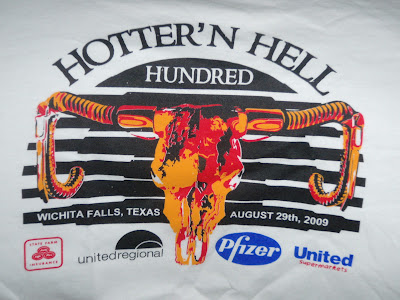 HOTTER'N HELL
HUNDRED
WICHITA FALLS, TEXAS AUGUST 29th, 2009
STATE FARM
INSURANCE
unitedregional
Pfizer
United
supermarkets